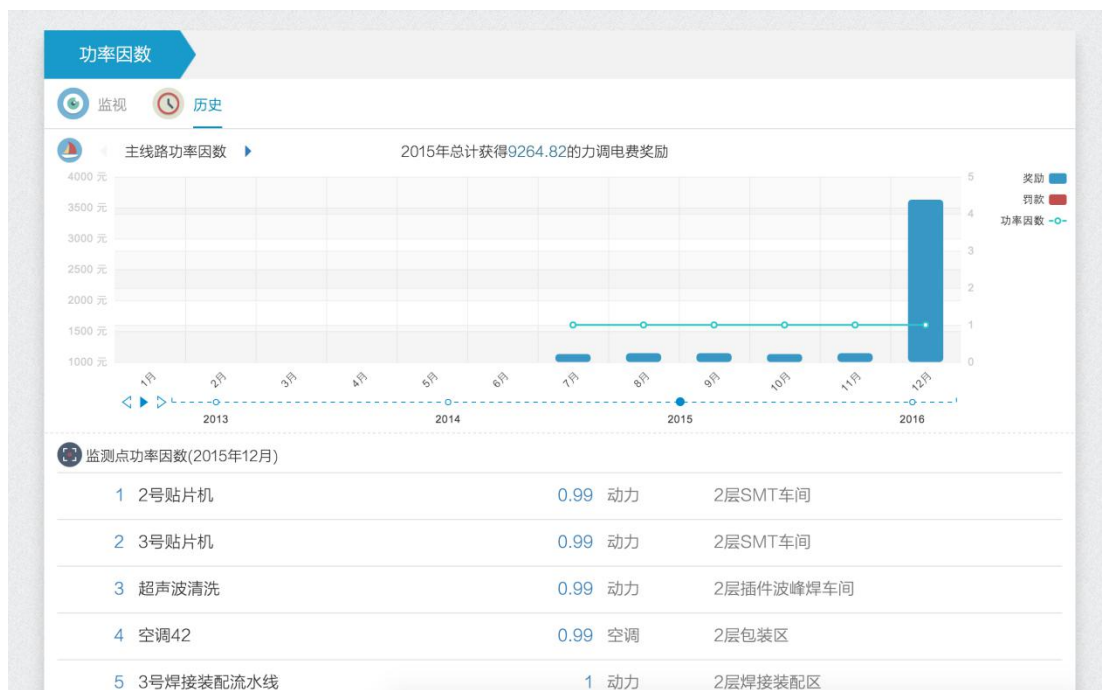 功率因数
监视 历史
主线路功率因数 2015年总计获得9264.82的力调电费奖励
4000 元 5 奖励
3500 元 4 罚款
3000 元 3 功率因数
2500 元 2
2000 元
1500 元 1
1000 元 0
1月 2月 3月 4月 5月 6月 7月 8月 9月 10月 11月 12月
2013 2014 2015 2016
监测点功率因数(2015年12月)
1 2号贴片机 0.99 动力 2层SMT车间
2 3号贴片机 0.99 动力 2层SMT车间
3 超声波清洗 0.99 动力 2层插件波峰焊车间
4 空调42 0.99 空调 2层包装区
5 3号焊接装配流水线 1 动力 2层焊接装配区